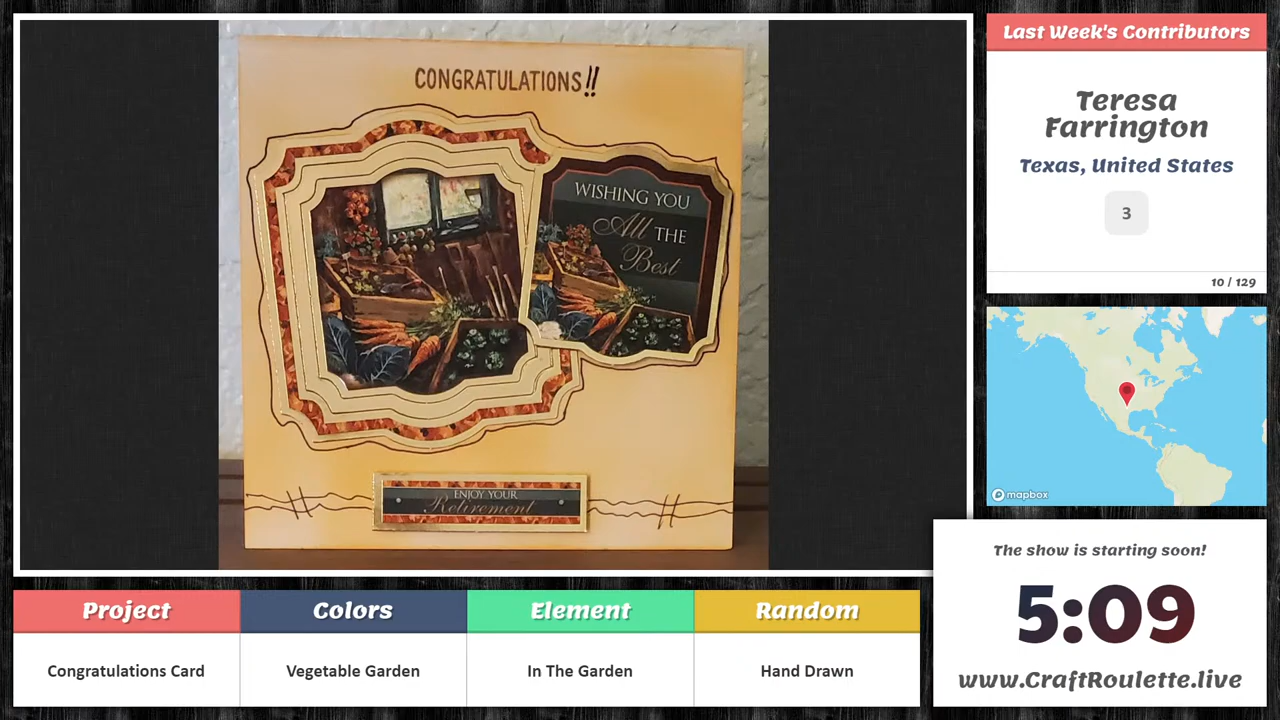 CONGRATULATIONS!!
WISHING YOU
All THE
Best
ENJOY YOUR
Retirement
Last Week's Contributors
Teresa
Farrington
Texas, United States
3
10 / 129
mapbox
The show is starting soon!
5:09
www.CraftRoulette.live
Project
Colors
Element
Random
Congratulations Card
Vegetable Garden
In The Garden
Hand Drawn